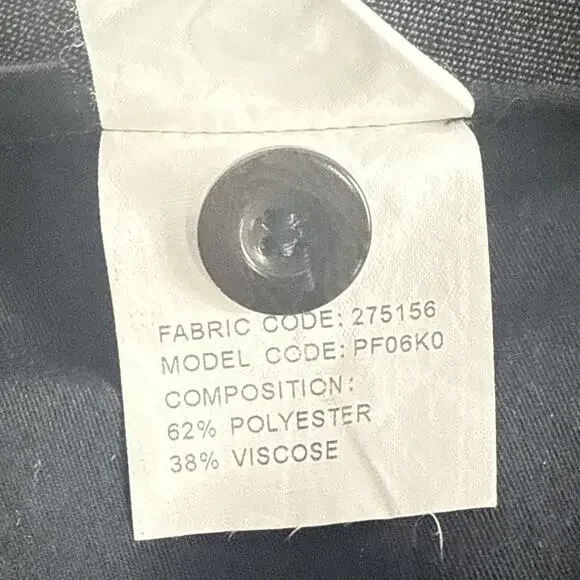 FABRIC CODE: 275156
MODEL CODE: PF06K0
COMPOSITION:
62% POLYESTER
38% VISCOSE